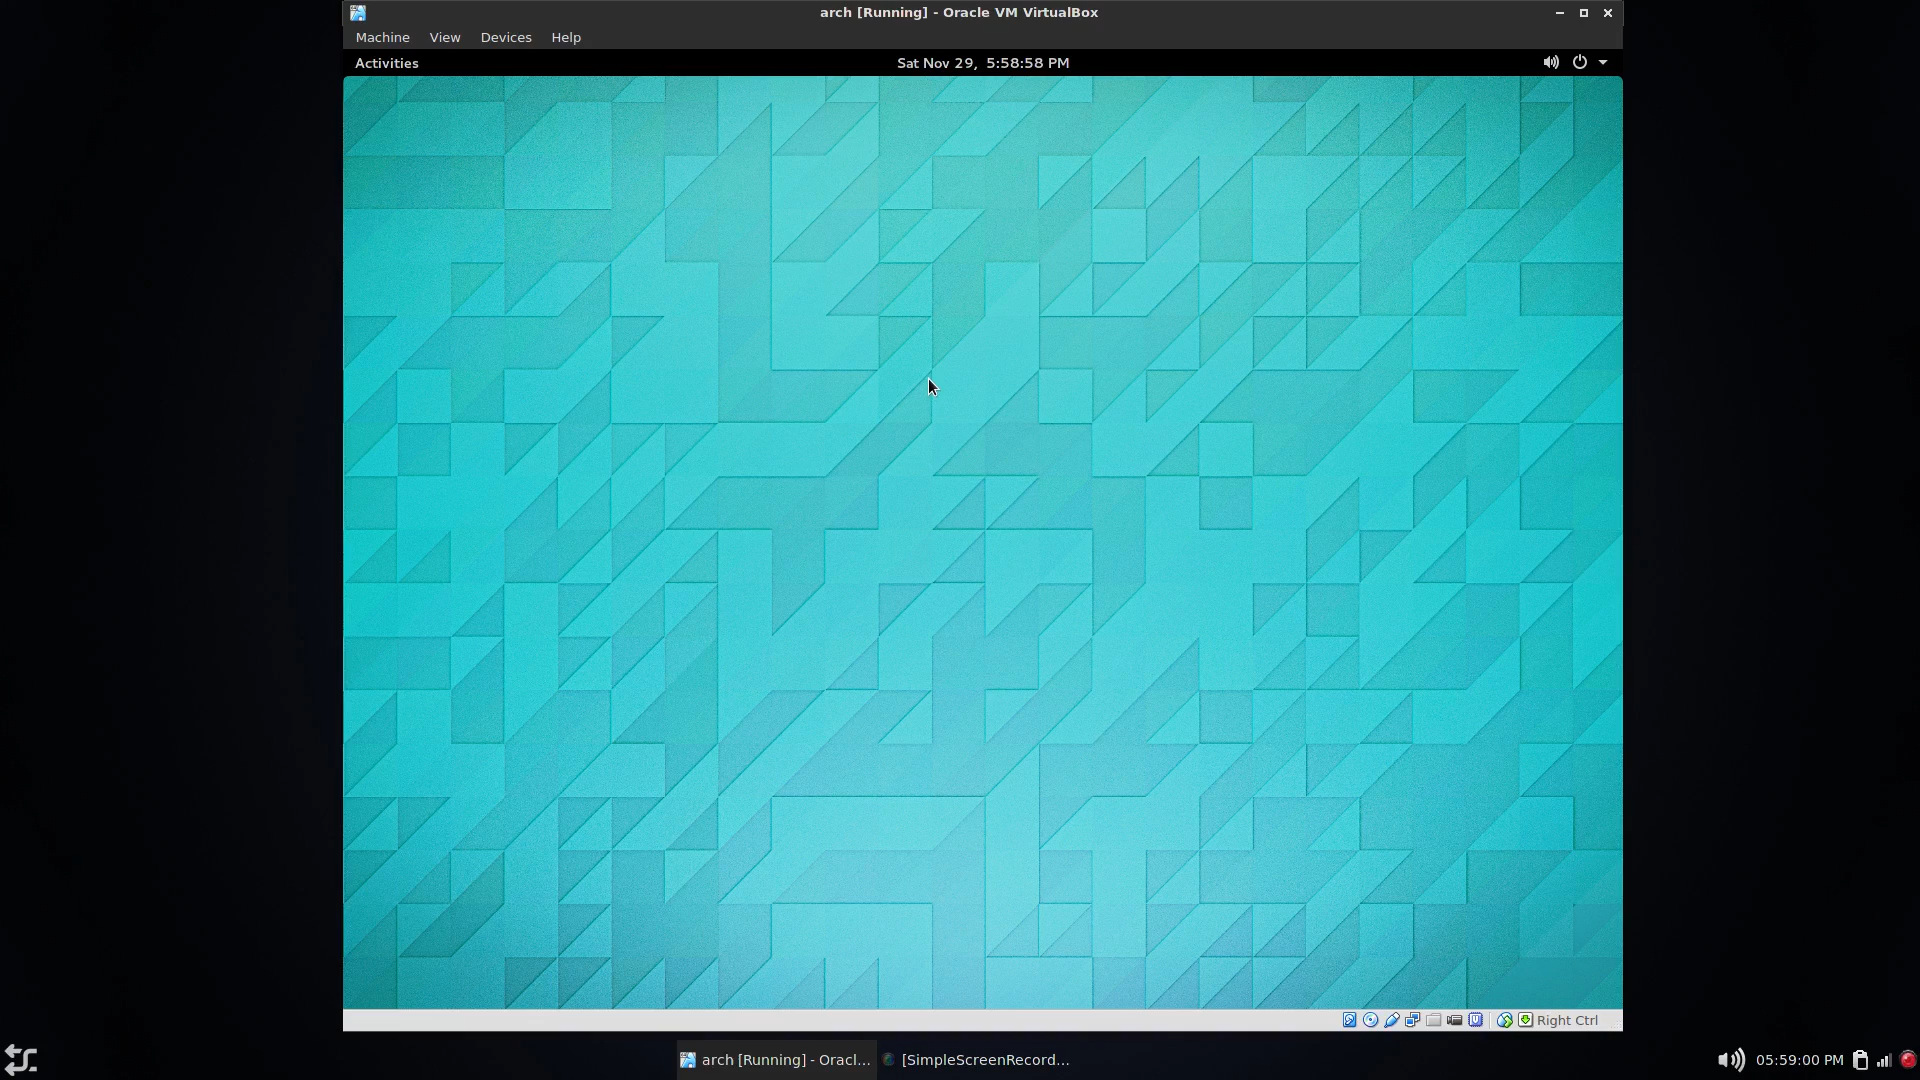 arch [Running] - Oracle VM VirtualBox
Machine View Devices Help
Activities
Sat Nov 29, 5:58:58 PM
Right Ctrl
arch [Running] - Oracl...
[SimpleScreenRecord...
05:59:00 PM